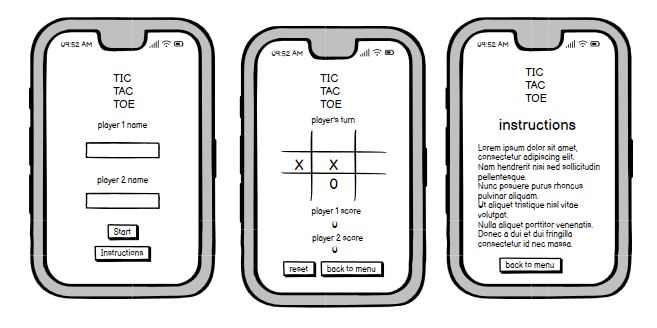 09:52 AM
TIC
TAC
TOE
player 1 name
player 2 name
Start
Instructions
09:52 AM
TIC
TAC
TOE
player's turn
X X
0
player 1 score
0
player 2 score
0
reset back to menu
09:52 AM
TIC
TAC
TOE
instructions
Lorem ipsum dolor sit amet,
consectetur adipiscing elit.
Nam hendrerit nisi sed sollicitudin
pellentesque.
Nunc posuere purus rhoncus
pulvinar aliquam.
Ut aliquet tristique nisl vitae
volutpat.
Nulla aliquet porttitor venenatis.
Donec a dui et dui fringilla
consectetur id nec massa.
back to menu